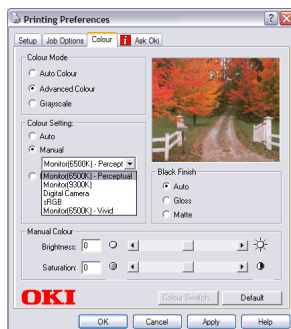 Printing Preferences
Setup Job Options Colour i Ask Oki
Colour Mode
Auto Colour
Advanced Colour
Grayscale
Colour Setting:
Auto
Manual
Monitor(6500K) - Percept
Monitor(6500K) - Perceptual
Monitor(9300K)
Digital Camera
sRGB
Monitor(6500K) - Vivid
Black Finish
Auto
Gloss
Matte
Manual Colour
Brightness: 0
Saturation: 0
OKI
Colour Swatch... Default
OK Cancel Apply Help